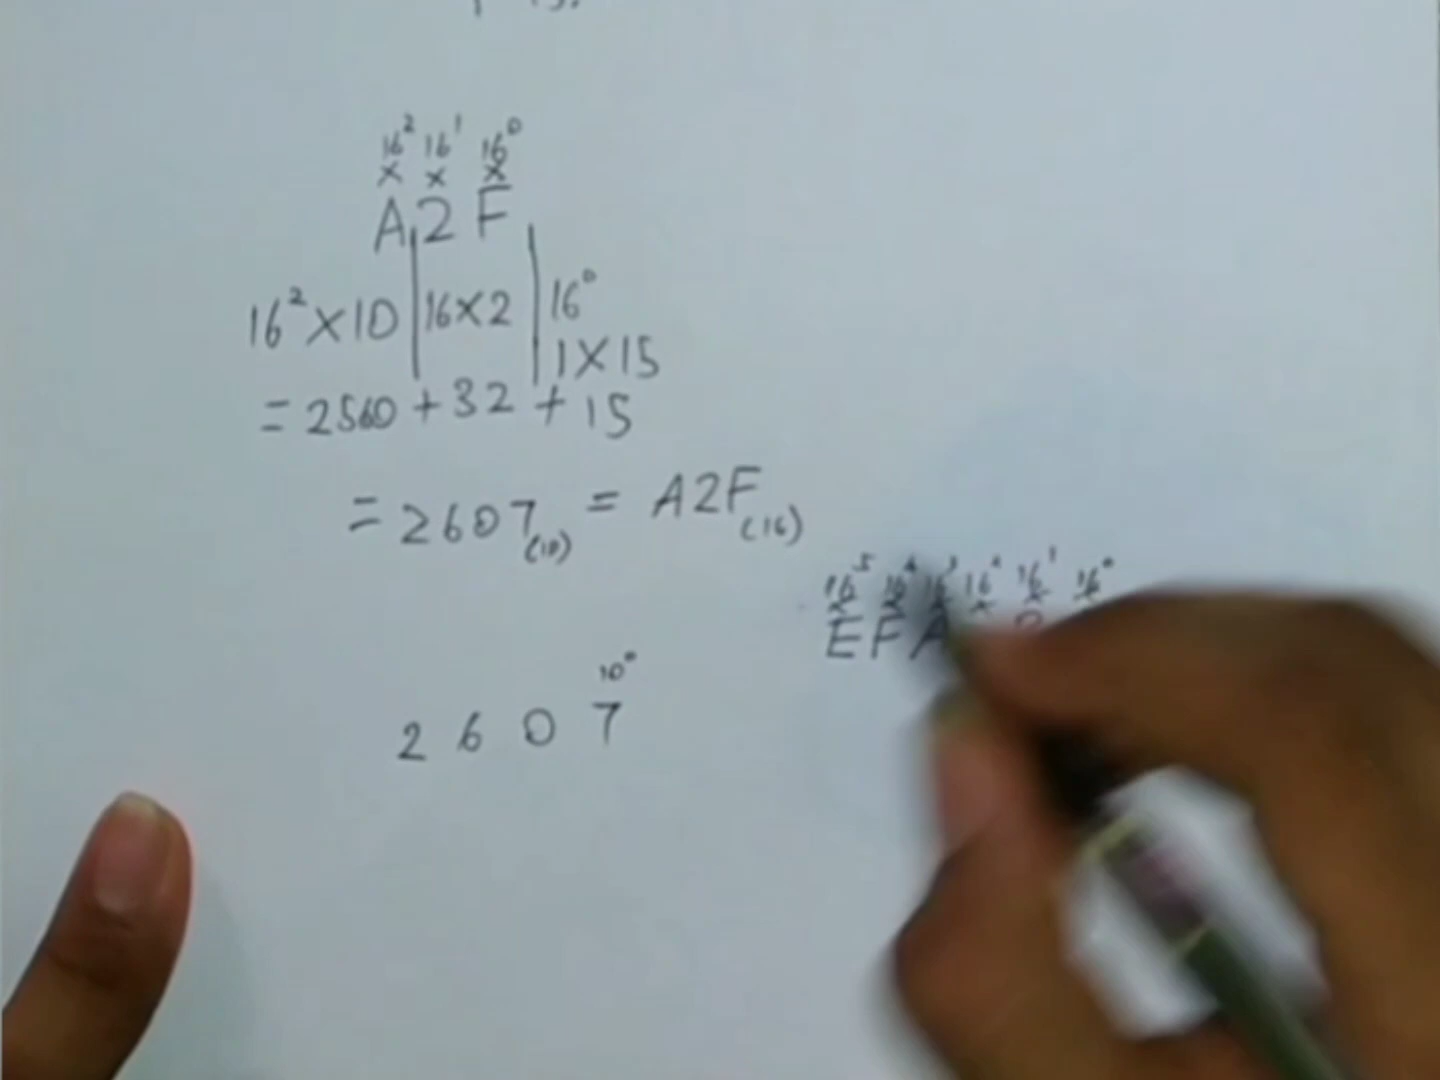 16² 16¹ 16⁰
× × ×
A 2 F
16² × 10 | 16 × 2 | 16⁰
1 × 15
= 2560 + 32 + 15
= 2607(10) = A2F(16)
16⁵ 16⁴ 16³ 16² 16¹ 16⁰
× × × × ×
E F A
10⁰
2 6 0 7